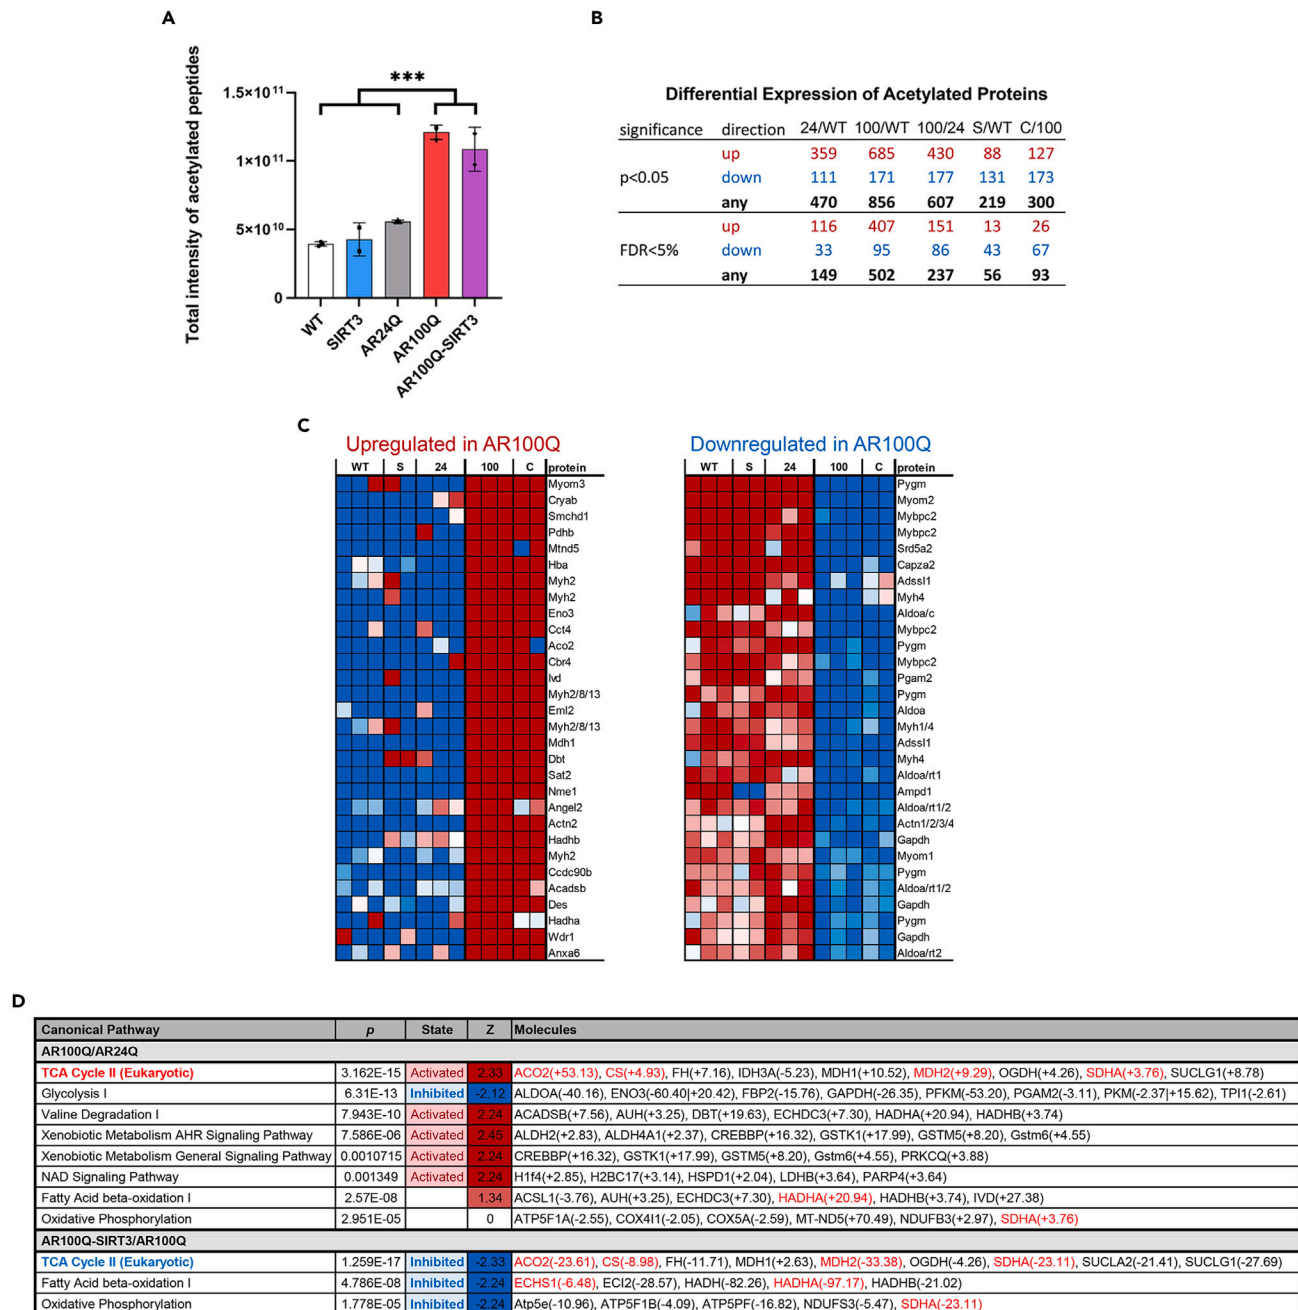 A
Total intensity of acetylated peptides
***
1.5×10¹¹
1×10¹¹
5×10¹⁰
0
WT
SIRT3
AR24Q
AR100Q
AR100Q-SIRT3
B
Differential Expression of Acetylated Proteins
significance direction 24/WT 100/WT 100/24 S/WT C/100
up 359 685 430 88 127
p<0.05 down 111 171 177 131 173
any 470 856 607 219 300
up 116 407 151 13 26
FDR<5% down 33 95 86 43 67
any 149 502 237 56 93
C
Upregulated in AR100Q
WT S 24 100 C protein
Myom3
Cryab
Smchd1
Pdhb
Mtnd5
Hba
Myh2
Myh2
Eno3
Cct4
Aco2
Cbr4
Ivd
Myh2/8/13
Eml2
Myh2/8/13
Mdh1
Dbt
Sat2
Nme1
Angel2
Actn2
Hadhb
Myh2
Ccdc90b
Acadsb
Des
Hadha
Wdr1
Anxa6
Downregulated in AR100Q
WT S 24 100 C protein
Pygm
Myom2
Mybpc2
Mybpc2
Srd5a2
Capza2
Adssl1
Myh4
Aldoa/c
Mybpc2
Pygm
Mybpc2
Pgam2
Pygm
Aldoa
Myh1/4
Adssl1
Myh4
Aldoa/rt1
Ampd1
Aldoa/rt1/2
Actn1/2/3/4
Gapdh
Myom1
Pygm
Aldoa/rt1/2
Gapdh
Pygm
Gapdh
Aldoa/rt2
D
Canonical Pathway p State Z Molecules
AR100Q/AR24Q
TCA Cycle II (Eukaryotic) 3.162E-15 Activated 2.33 ACO2(+53.13), CS(+4.93), FH(+7.16), IDH3A(-5.23), MDH1(+10.52), MDH2(+9.29), OGDH(+4.26), SDHA(+3.76), SUCLG1(+8.78)
Glycolysis I 6.31E-13 Inhibited -2.12 ALDOA(-40.16), ENO3(-60.40|+20.42), FBP2(-15.76), GAPDH(-26.35), PFKM(-53.20), PGAM2(-3.11), PKM(-2.37|+15.62), TPI1(-2.61)
Valine Degradation I 7.943E-10 Activated 2.24 ACADSB(+7.56), AUH(+3.25), DBT(+19.63), ECHDC3(+7.30), HADHA(+20.94), HADHB(+3.74)
Xenobiotic Metabolism AHR Signaling Pathway 7.586E-06 Activated 2.45 ALDH2(+2.83), ALDH4A1(+2.37), CREBBP(+16.32), GSTK1(+17.99), GSTM5(+8.20), Gstm6(+4.55)
Xenobiotic Metabolism General Signaling Pathway 0.0010715 Activated 2.24 CREBBP(+16.32), GSTK1(+17.99), GSTM5(+8.20), Gstm6(+4.55), PRKCQ(+3.88)
NAD Signaling Pathway 0.001349 Activated 2.24 H1f4(+2.85), H2BC17(+3.14), HSPD1(+2.04), LDHB(+3.64), PARP4(+3.64)
Fatty Acid beta-oxidation I 2.57E-08 1.34 ACSL1(-3.76), AUH(+3.25), ECHDC3(+7.30), HADHA(+20.94), HADHB(+3.74), IVD(+27.38)
Oxidative Phosphorylation 2.951E-05 0 ATP5F1A(-2.55), COX4I1(-2.05), COX5A(-2.59), MT-ND5(+70.49), NDUFB3(+2.97), SDHA(+3.76)
AR100Q-SIRT3/AR100Q
TCA Cycle II (Eukaryotic) 1.259E-17 Inhibited -2.33 ACO2(-23.61), CS(-8.98), FH(-11.71), MDH1(+2.63), MDH2(-33.38), OGDH(-4.26), SDHA(-23.11), SUCLA2(-21.41), SUCLG1(-27.69)
Fatty Acid beta-oxidation I 4.786E-08 Inhibited -2.24 ECHS1(-6.48), ECI2(-28.57), HADH(-82.26), HADHA(-97.17), HADHB(-21.02)
Oxidative Phosphorylation 1.778E-05 Inhibited -2.24 Atp5e(-10.96), ATP5F1B(-4.09), ATP5PF(-16.82), NDUFS3(-5.47), SDHA(-23.11)